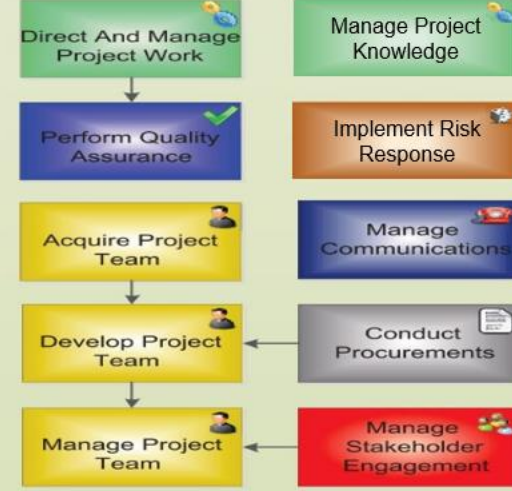 Direct And Manage
Project Work
Manage Project
Knowledge
Perform Quality
Assurance
Implement Risk
Response
Acquire Project
Team
Manage
Communications
Develop Project
Team
Conduct
Procurements
Manage Project
Team
Manage
Stakeholder
Engagement